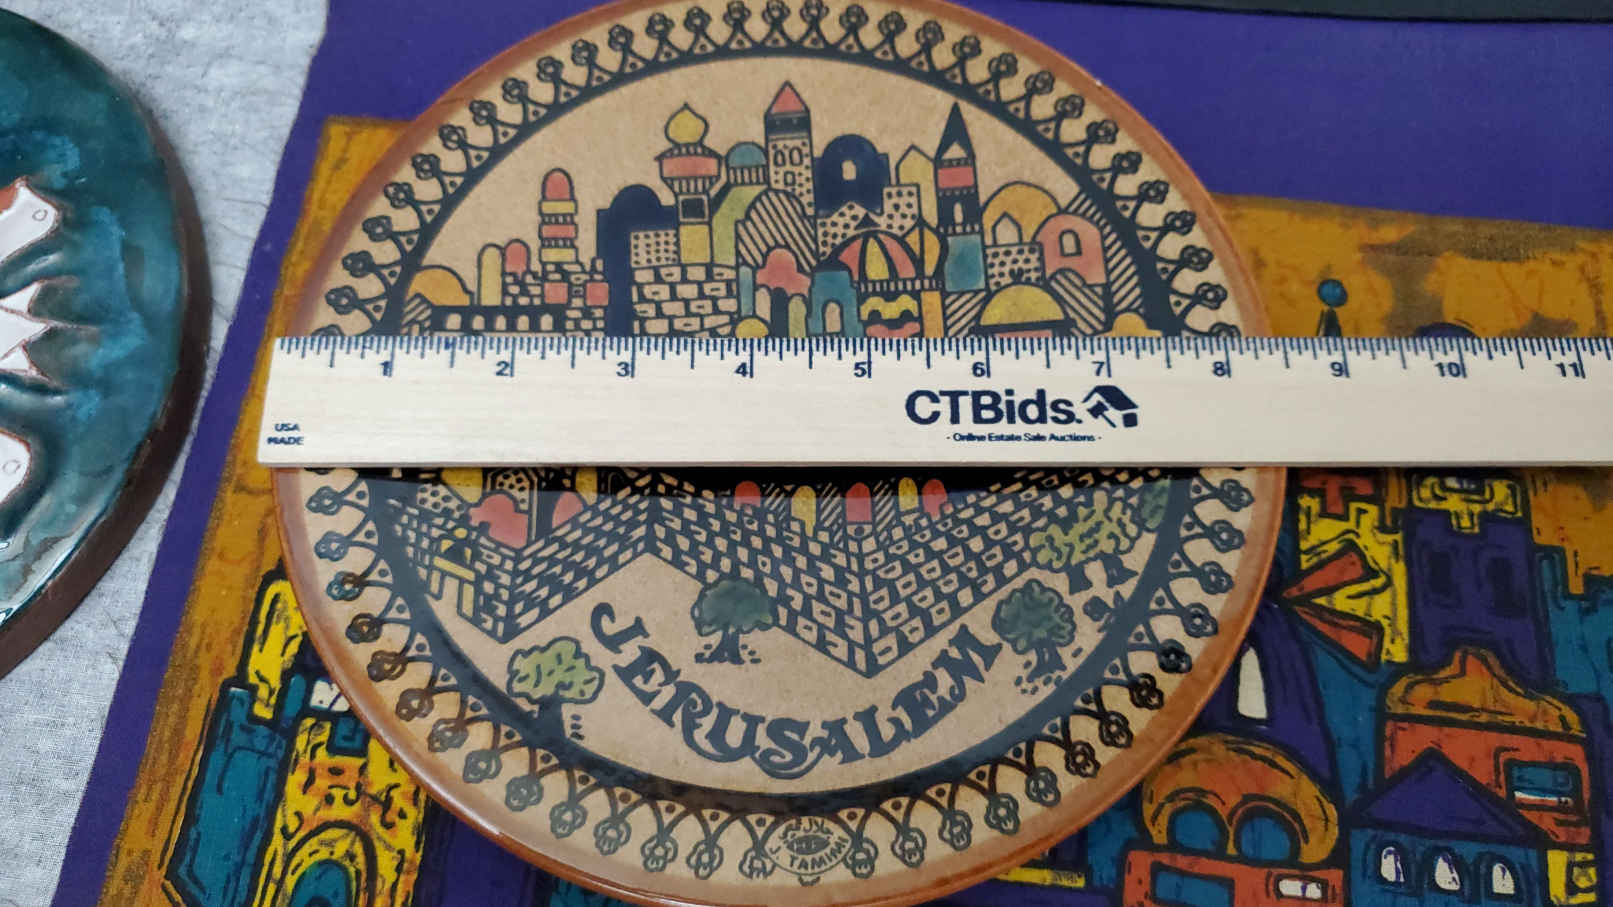 1 2 3 4 5 6 7 8 9 10 11
CTBids.
- Online Estate Sale Auctions -
USA
MADE
JERUSALEM
J. TAMIMI